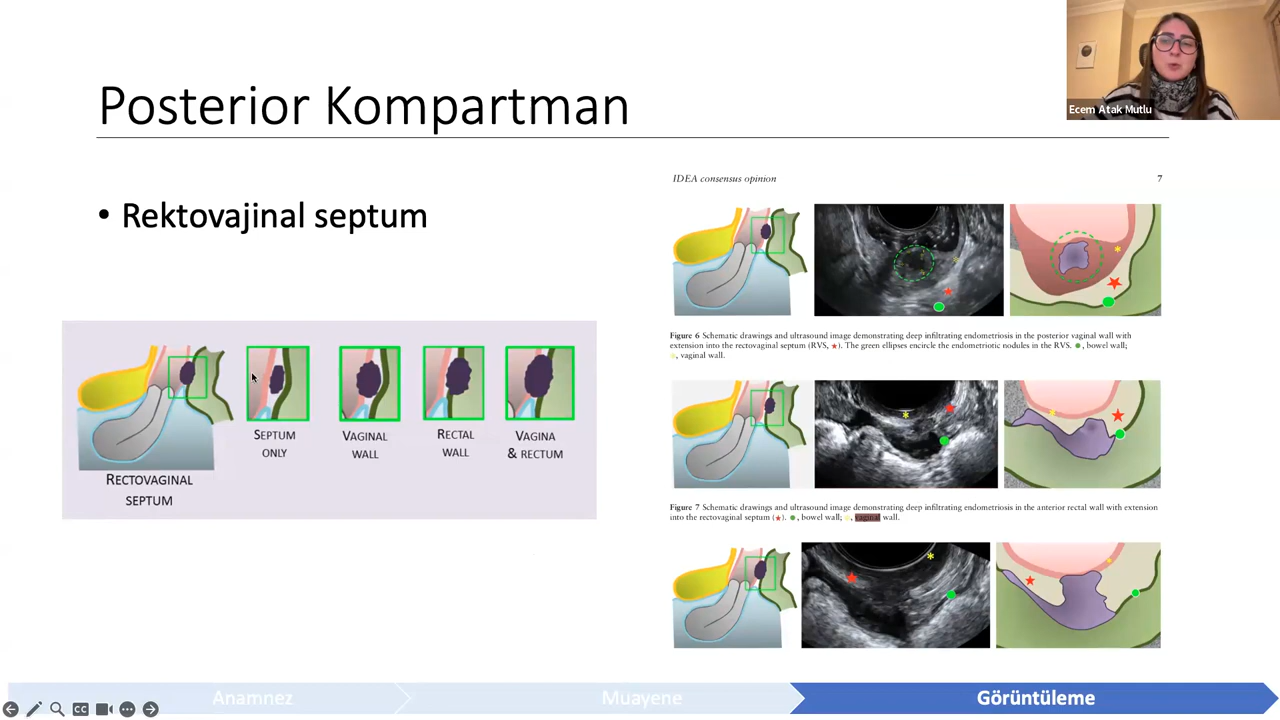 Posterior Kompartman
Ecem Atak Mutlu
• Rektovajinal septum
RECTOVAGINAL
SEPTUM
SEPTUM
ONLY
VAGINAL
WALL
RECTAL
WALL
VAGINA
& RECTUM
IDEA consensus opinion
7
Figure 6 Schematic drawings and ultrasound image demonstrating deep infiltrating endometriosis in the posterior vaginal wall with
extension into the rectovaginal septum (RVS, ★). The green ellipses encircle the endometriotic nodules in the RVS. ●, bowel wall;
*, vaginal wall.
Figure 7 Schematic drawings and ultrasound image demonstrating deep infiltrating endometriosis in the anterior rectal wall with extension
into the rectovaginal septum (★). ●, bowel wall; *, vaginal wall.
Anamnez
Muayene
Görüntüleme
CC